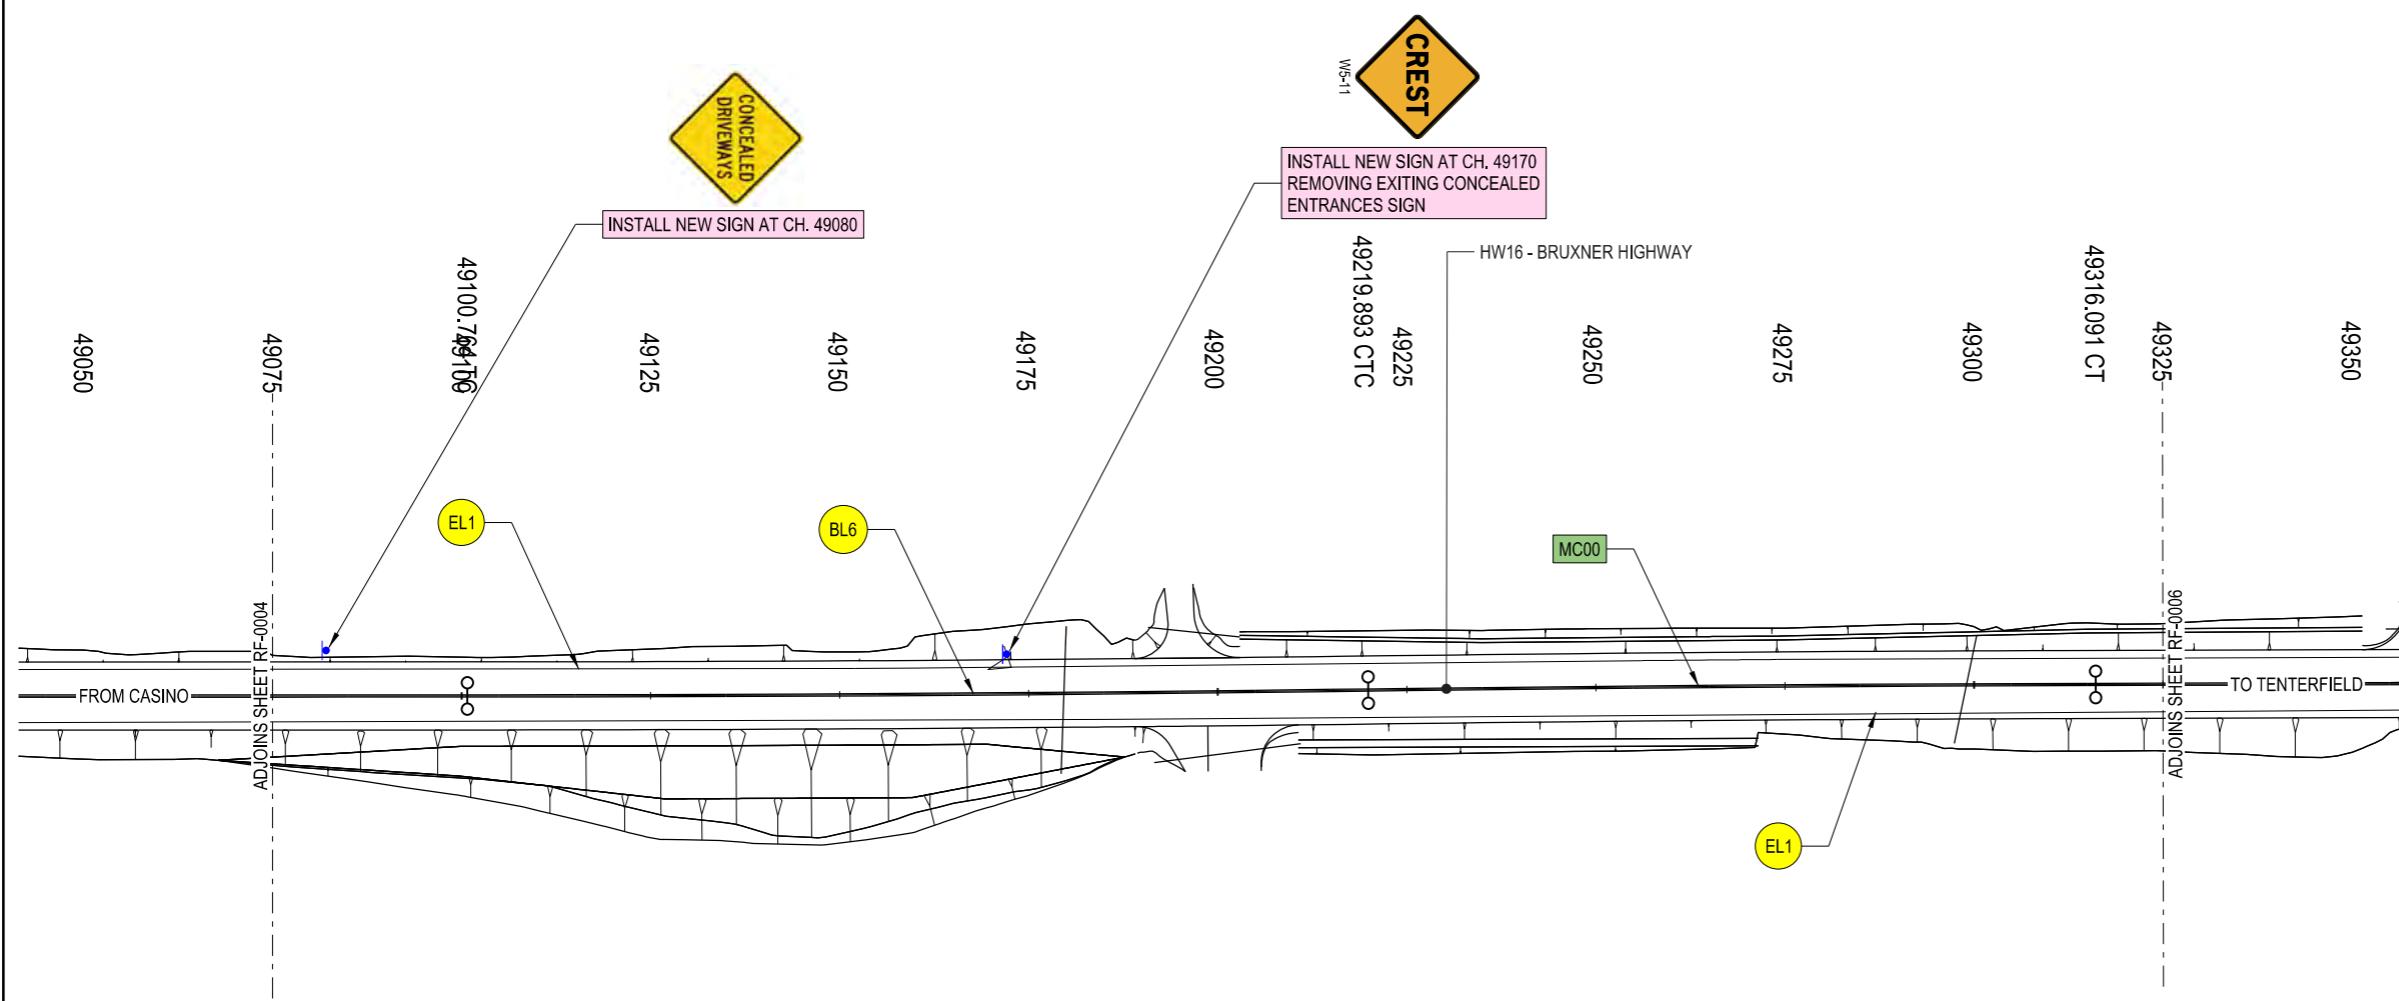 CREST
W5-11
CONCEALED
DRIVEWAYS
INSTALL NEW SIGN AT CH. 49170
REMOVING EXITING CONCEALED
ENTRANCES SIGN
INSTALL NEW SIGN AT CH. 49080
HW16 - BRUXNER HIGHWAY
49050
49075
49100.764 TC
49100
49125
49150
49175
49200
49219.893 CTC
49225
49250
49275
49300
49316.091 CT
49325
49350
EL1
BL6
MC00
ADJOINS SHEET RF-0004
ADJOINS SHEET RF-0006
FROM CASINO
TO TENTERFIELD
EL1